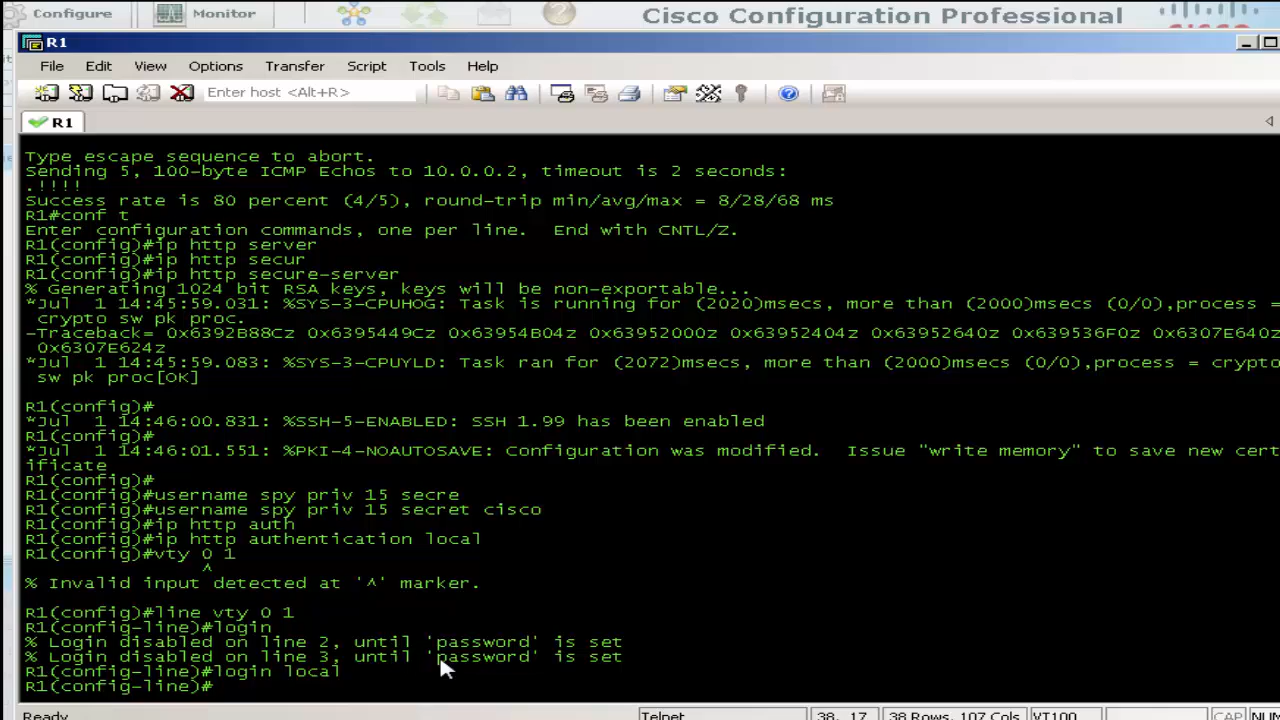 Configure Monitor Cisco Configuration Professional
R1
File Edit View Options Transfer Script Tools Help
Enter host <Alt+R>
R1
Type escape sequence to abort.
Sending 5, 100-byte ICMP Echos to 10.0.0.2, timeout is 2 seconds:
.!!!!
Success rate is 80 percent (4/5), round-trip min/avg/max = 8/28/68 ms
R1#conf t
Enter configuration commands, one per line.  End with CNTL/Z.
R1(config)#ip http server
R1(config)#ip http secur
R1(config)#ip http secure-server
% Generating 1024 bit RSA keys, keys will be non-exportable...
*Jul  1 14:45:59.031: %SYS-3-CPUHOG: Task is running for (2020)msecs, more than (2000)msecs (0/0),process =
crypto sw pk proc.
-Traceback= 0x6392B88Cz 0x6395449Cz 0x63954B04z 0x63952000z 0x63952404z 0x63952640z 0x639536F0z 0x6307E640z
0x6307E624z
*Jul  1 14:45:59.083: %SYS-3-CPUYLD: Task ran for (2072)msecs, more than (2000)msecs (0/0),process = crypto
sw pk proc[OK]
R1(config)#
*Jul  1 14:46:00.831: %SSH-5-ENABLED: SSH 1.99 has been enabled
R1(config)#
*Jul  1 14:46:01.551: %PKI-4-NOAUTOSAVE: Configuration was modified.  Issue "write memory" to save new cert
ificate
R1(config)#
R1(config)#username spy priv 15 secre
R1(config)#username spy priv 15 secret cisco
R1(config)#ip http auth
R1(config)#ip http authentication local
R1(config)#vty 0 1
^
% Invalid input detected at '^' marker.
R1(config)#line vty 0 1
R1(config-line)#login
% Login disabled on line 2, until 'password' is set
% Login disabled on line 3, until 'password' is set
R1(config-line)#login local
R1(config-line)#
Ready Telnet 38, 17 38 Rows, 107 Cols VT100 CAP NUM